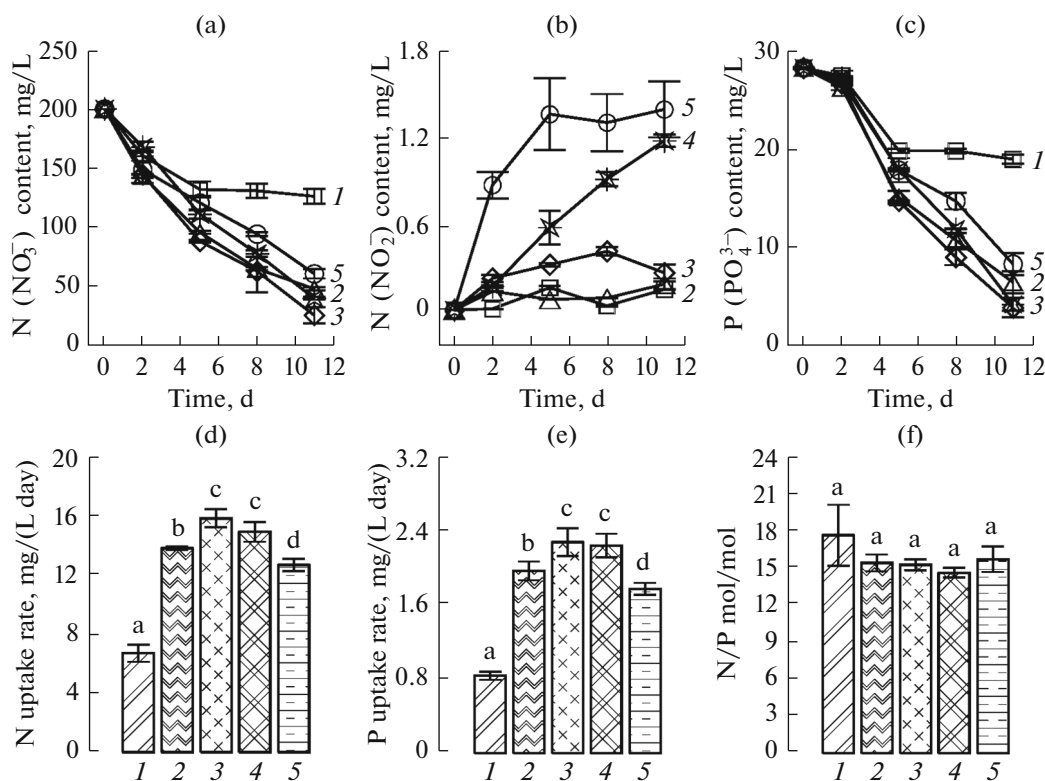 (a)
N (NO₃⁻) content, mg/L
250
200
150
100
50
0
1
5
2
3
0 2 4 6 8 10 12
Time, d
(b)
N (NO₂⁻) content, mg/L
1.8
1.2
0.6
0
5
4
3
2
0 2 4 6 8 10 12
Time, d
(c)
P (PO₄³⁻) content, mg/L
30
20
10
0
1
5
2
3
0 2 4 6 8 10 12
Time, d
(d)
N uptake rate, mg/(L day)
20
16
12
8
4
0
a
b
c
c
d
1 2 3 4 5
(e)
P uptake rate, mg/(L day)
3.2
2.4
1.6
0.8
0
a
b
c
c
d
1 2 3 4 5
(f)
N/P mol/mol
24
21
18
15
12
9
6
3
0
a
a
a
a
a
1 2 3 4 5